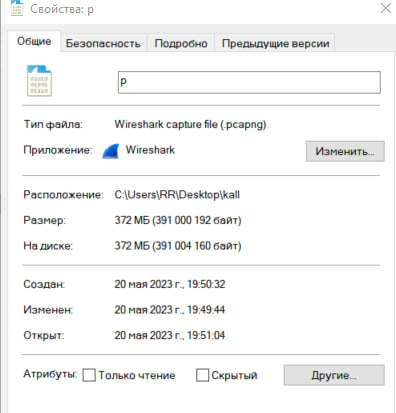 Свойства: p
Общие Безопасность Подробно Предыдущие версии
p
Тип файла: Wireshark capture file (.pcapng)
Приложение: Wireshark Изменить...
Расположение: C:\Users\RR\Desktop\kall
Размер: 372 МБ (391 000 192 байт)
На диске: 372 МБ (391 004 160 байт)
Создан: 20 мая 2023 г., 19:50:32
Изменен: 20 мая 2023 г., 19:49:44
Открыт: 20 мая 2023 г., 19:51:04
Атрибуты: Только чтение Скрытый Другие...